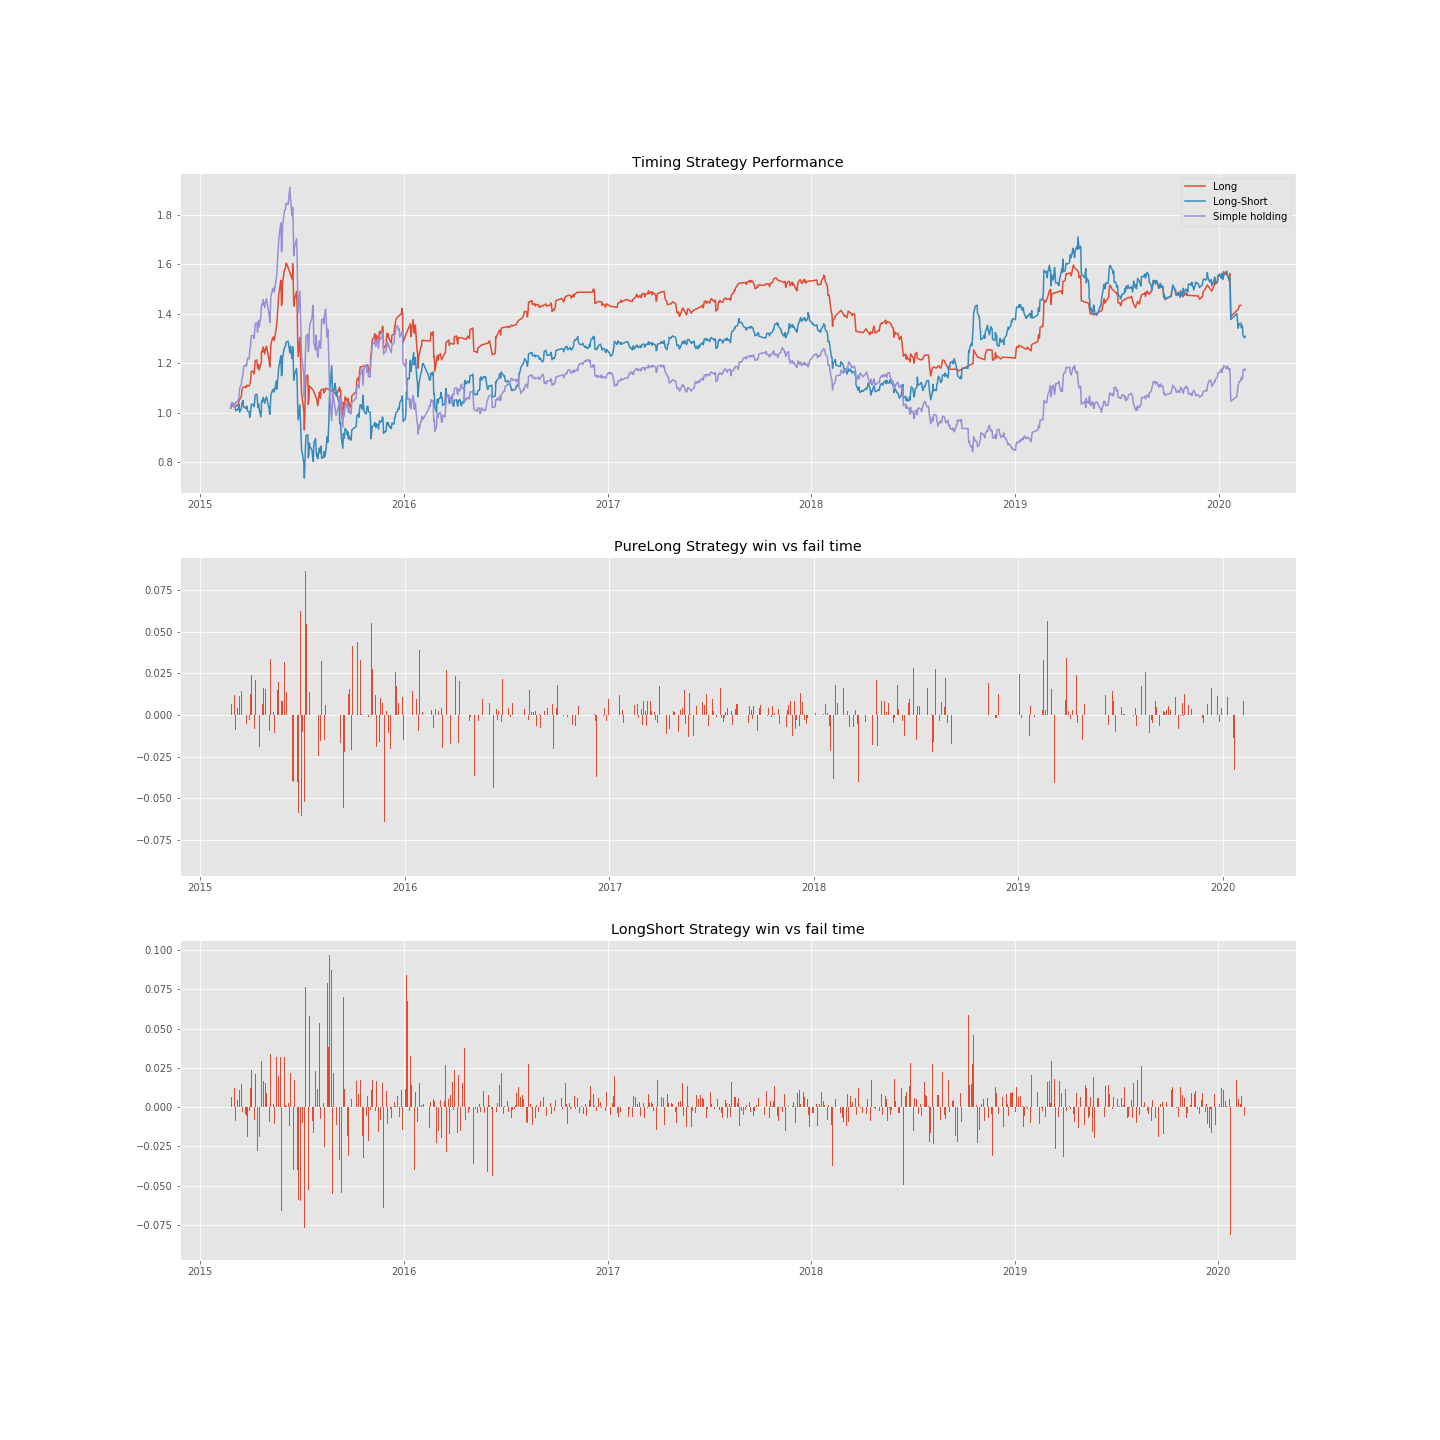 Timing Strategy Performance
Long
Long-Short
Simple holding
1.8
1.6
1.4
1.2
1.0
0.8
2015 2016 2017 2018 2019 2020
PureLong Strategy win vs fail time
0.075
0.050
0.025
0.000
−0.025
−0.050
−0.075
2015 2016 2017 2018 2019 2020
LongShort Strategy win vs fail time
0.100
0.075
0.050
0.025
0.000
−0.025
−0.050
−0.075
2015 2016 2017 2018 2019 2020